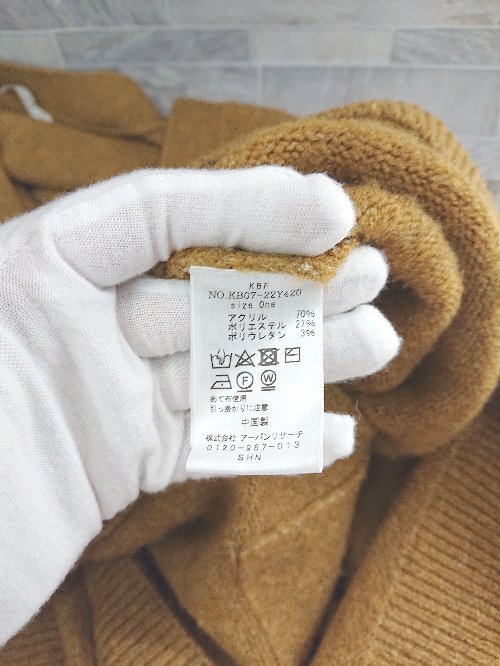 KBF
NO.KB07-22Y420
size One
アクリル 70%
ポリエステル 27%
ポリウレタン 3%
あて布使用
引っ掛かりに注意
中国製
株式会社 アーバンリサーチ
0120-967-013
SHN